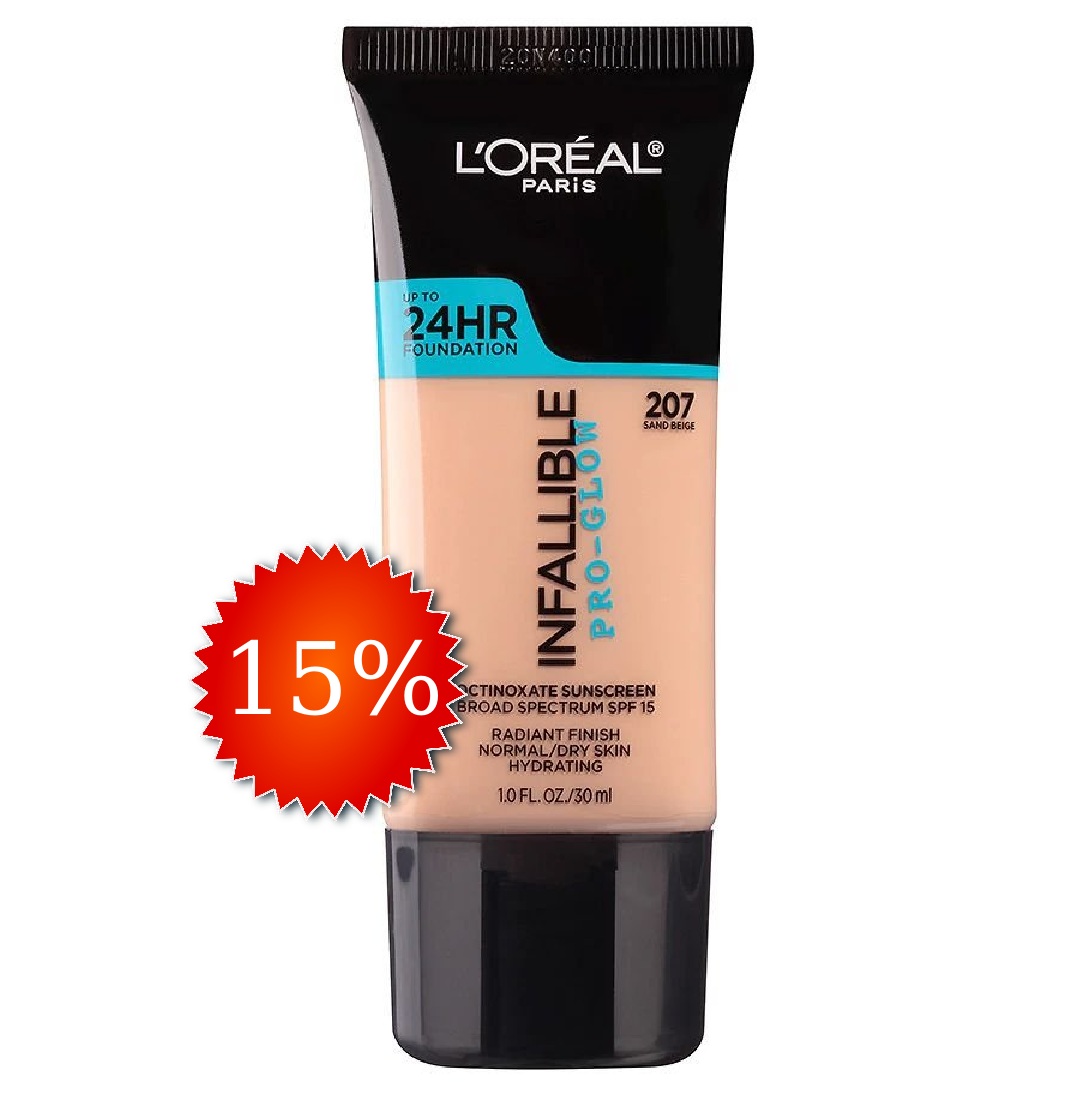 L'ORÉAL®
PARiS
UP TO
24HR
FOUNDATION
207
SAND BEIGE
INFALLIBLE
PRO-GLOW
15%
OCTINOXATE SUNSCREEN
BROAD SPECTRUM SPF 15
RADIANT FINISH
NORMAL/DRY SKIN
HYDRATING
1.0 FL. OZ./30 ml